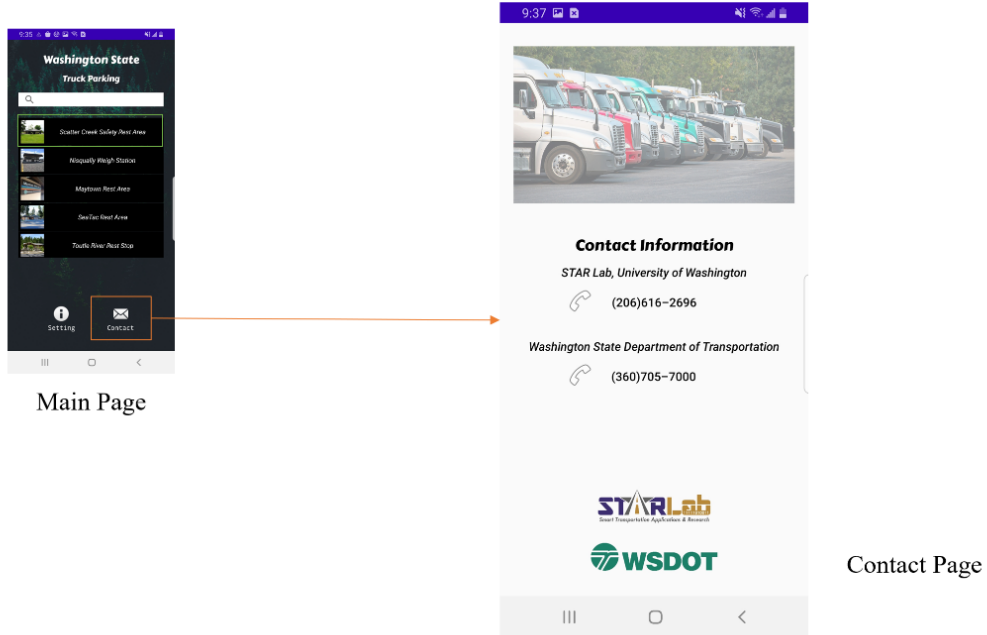 9:35
Washington State
Truck Parking
Scatter Creek Safety Rest Area
Nisqually Weigh Station
Maytown Rest Area
SeaTac Rest Area
Toutle River Rest Stop
Setting
Contact
Main Page
9:37
Contact Information
STAR Lab, University of Washington
(206)616-2696
Washington State Department of Transportation
(360)705-7000
STARLab
Smart Transportation Applications & Research
WSDOT
Contact Page